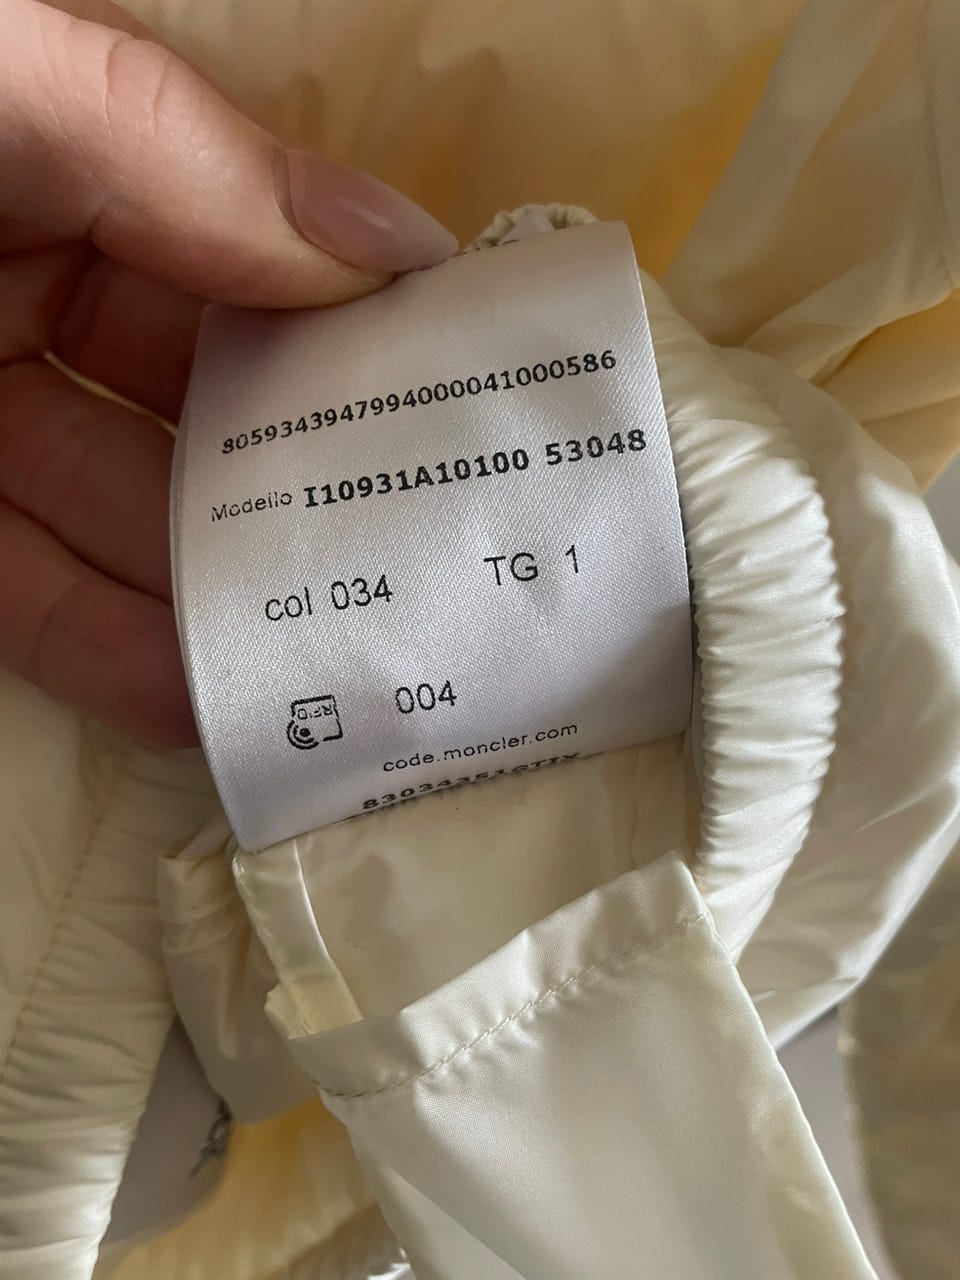 8059343947994000041000586
Modello I10931A10100 53048
col 034 TG 1
RFID 004
code.moncler.com